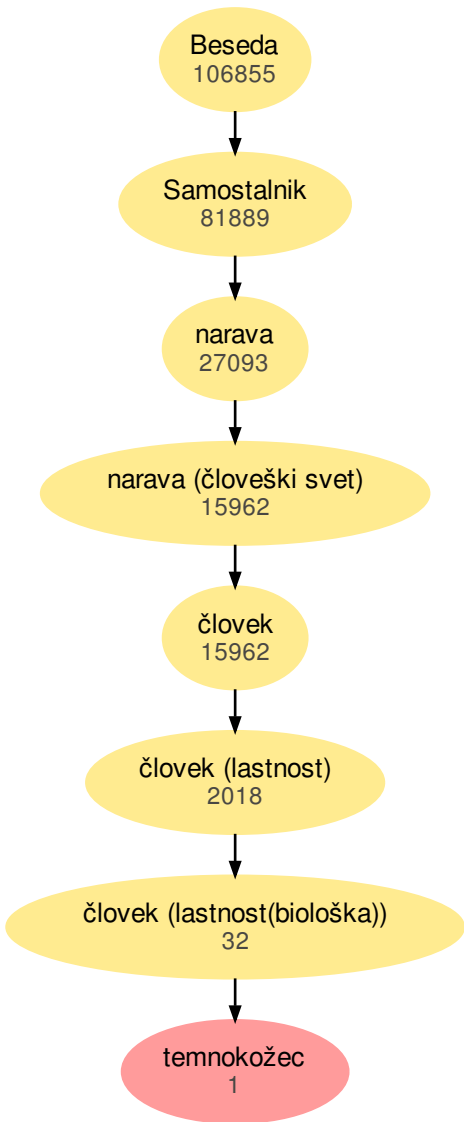 Beseda
106855
Samostalnik
81889
narava
27093
narava (človeški svet)
15962
človek
15962
človek (lastnost)
2018
človek (lastnost(biološka))
32
temnokožec
1